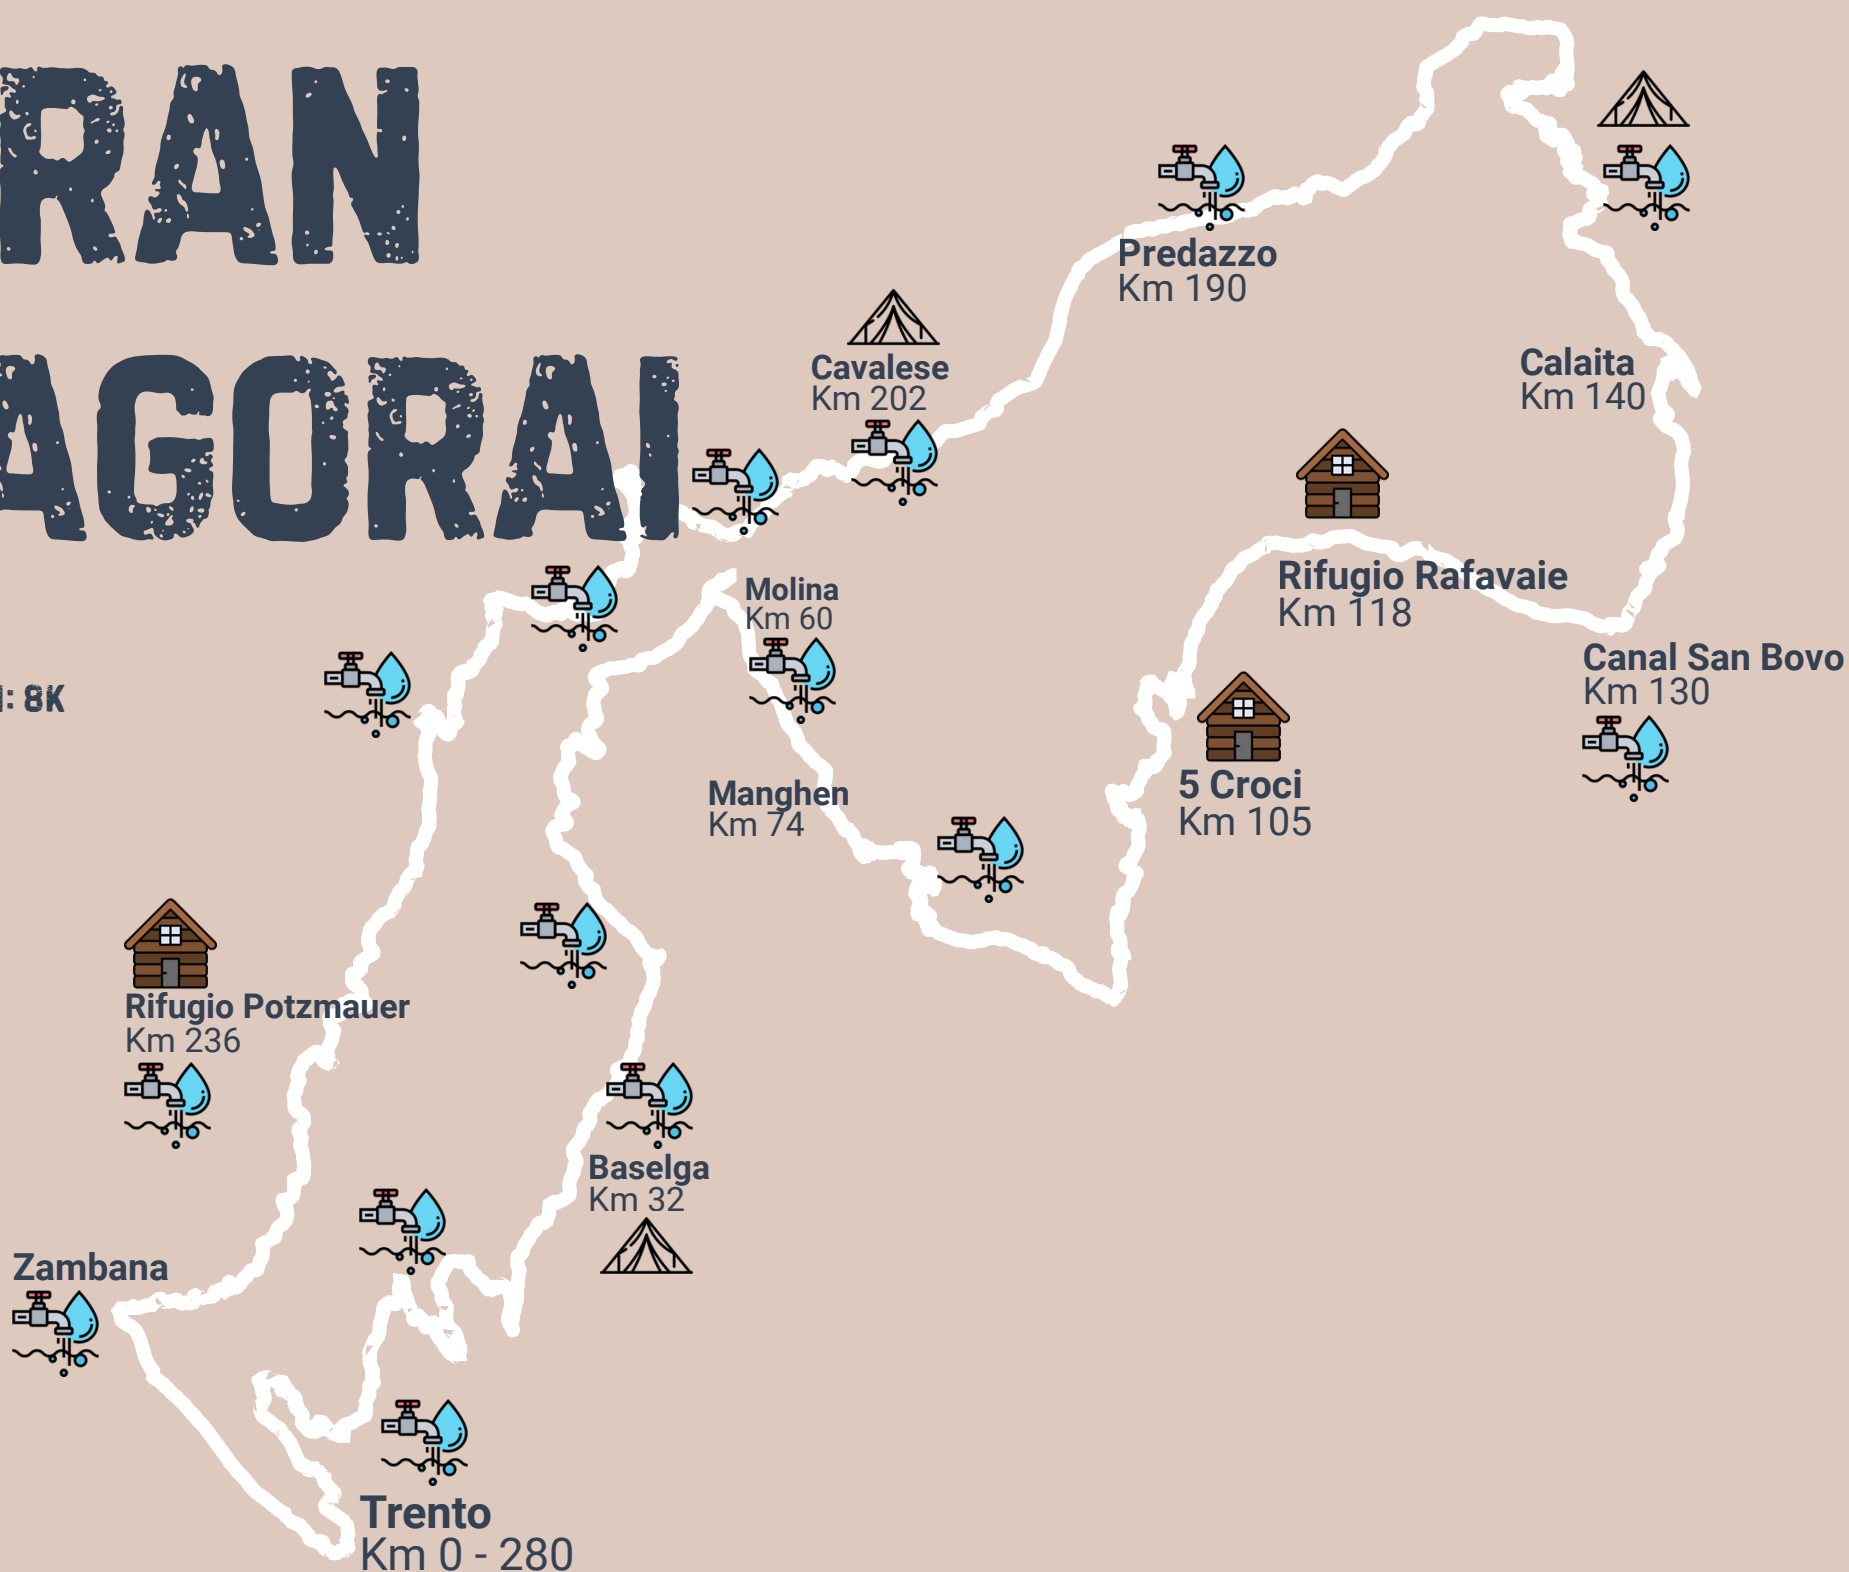 RAN
AGORAI
: 8K
Predazzo
Km 190
Cavalese
Km 202
Calaita
Km 140
Molina
Km 60
Rifugio Rafavaie
Km 118
Canal San Bovo
Km 130
5 Croci
Km 105
Manghen
Km 74
Rifugio Potzmauer
Km 236
Baselga
Km 32
Zambana
Trento
Km 0 - 280